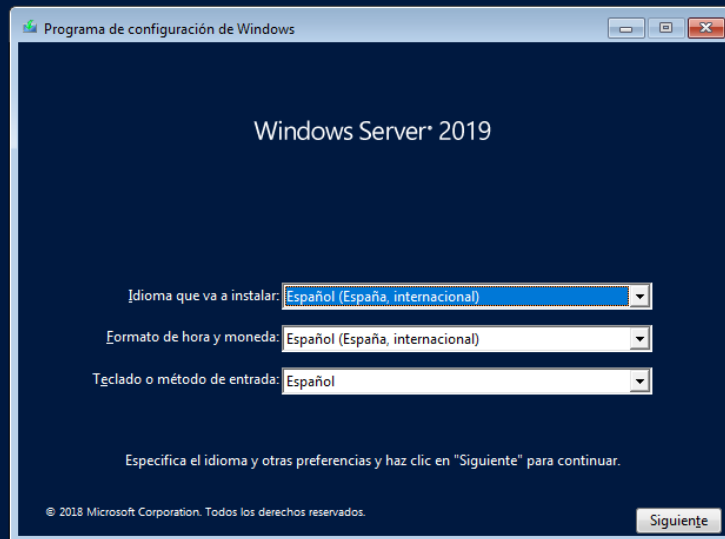 Programa de configuración de Windows
Windows Server® 2019
Idioma que va a instalar: Español (España, internacional)
Formato de hora y moneda: Español (España, internacional)
Teclado o método de entrada: Español
Especifica el idioma y otras preferencias y haz clic en "Siguiente" para continuar.
© 2018 Microsoft Corporation. Todos los derechos reservados.
Siguiente